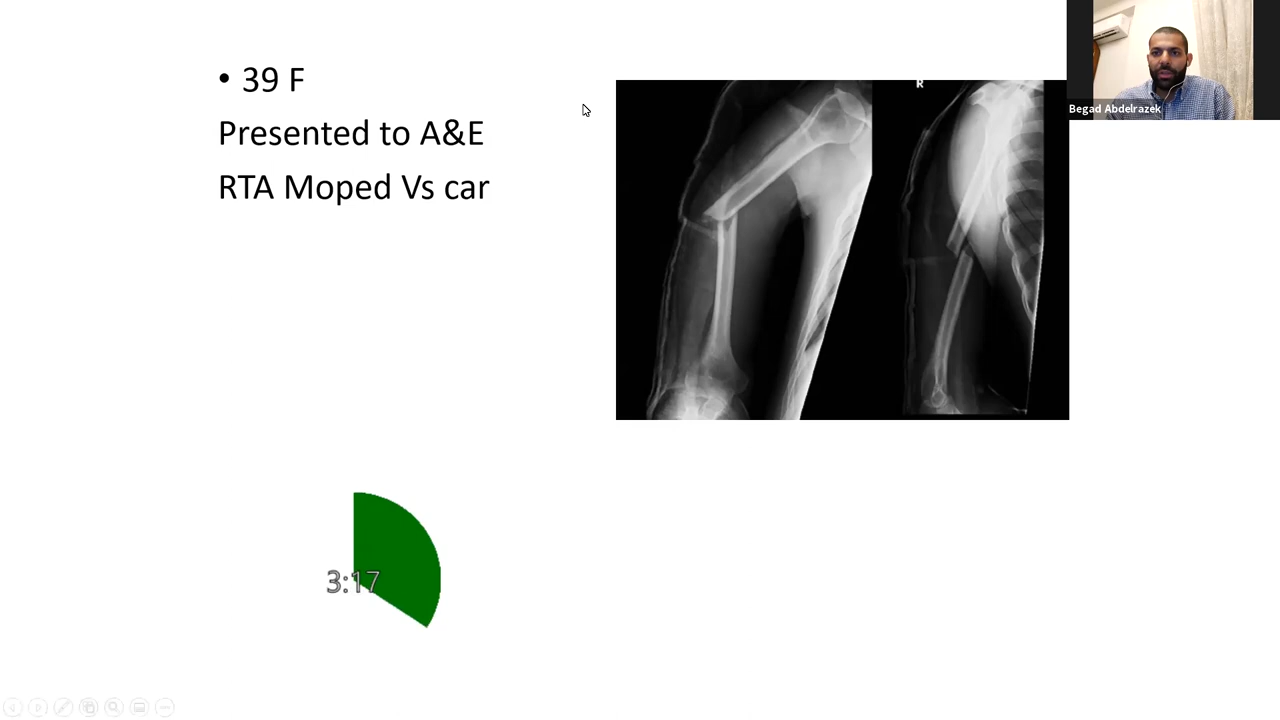 • 39 F
Presented to A&E
RTA Moped Vs car
R
Begad Abdelrazek
3:17